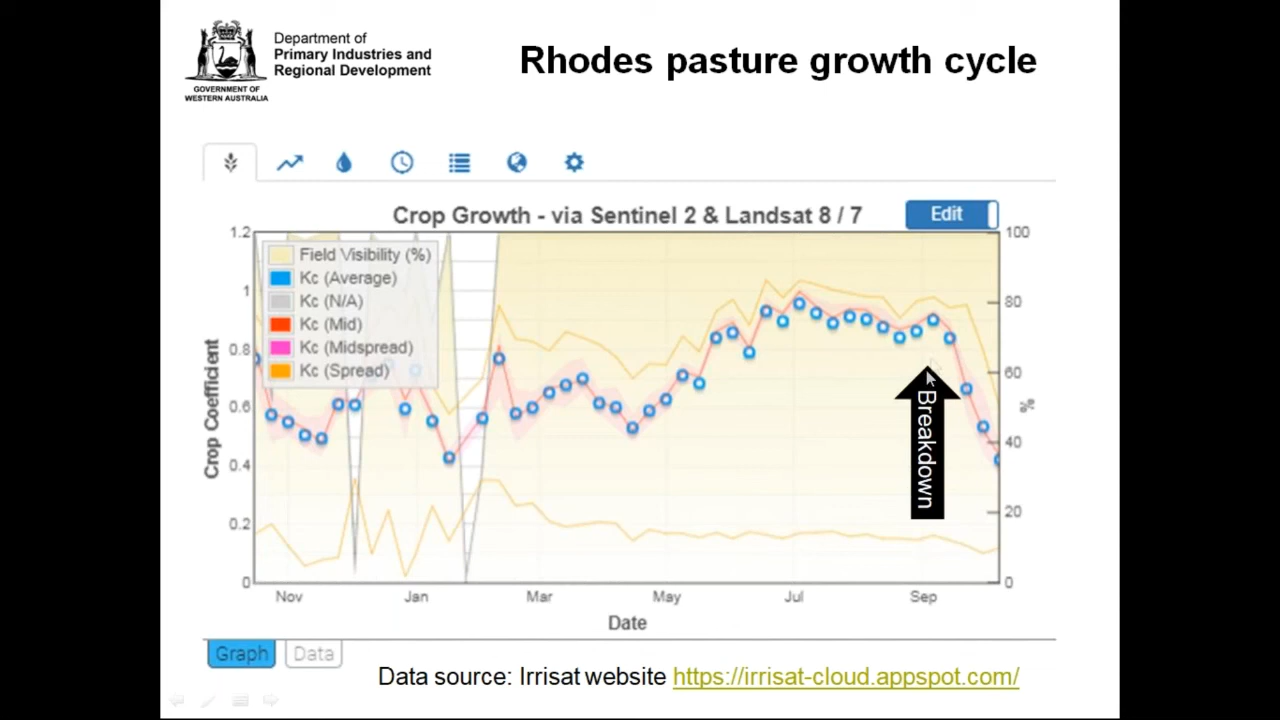 Department of
Primary Industries and
Regional Development
GOVERNMENT OF
WESTERN AUSTRALIA
Rhodes pasture growth cycle
Crop Growth - via Sentinel 2 & Landsat 8 / 7
Edit
Field Visibility (%)
Kc (Average)
Kc (N/A)
Kc (Mid)
Kc (Midspread)
Kc (Spread)
1.2
1
0.8
0.6
0.4
0.2
0
Crop Coefficient
100
80
60
40
20
0
%
Breakdown
Nov
Jan
Mar
May
Jul
Sep
Date
Graph
Data
Data source: Irrisat website https://irrisat-cloud.appspot.com/